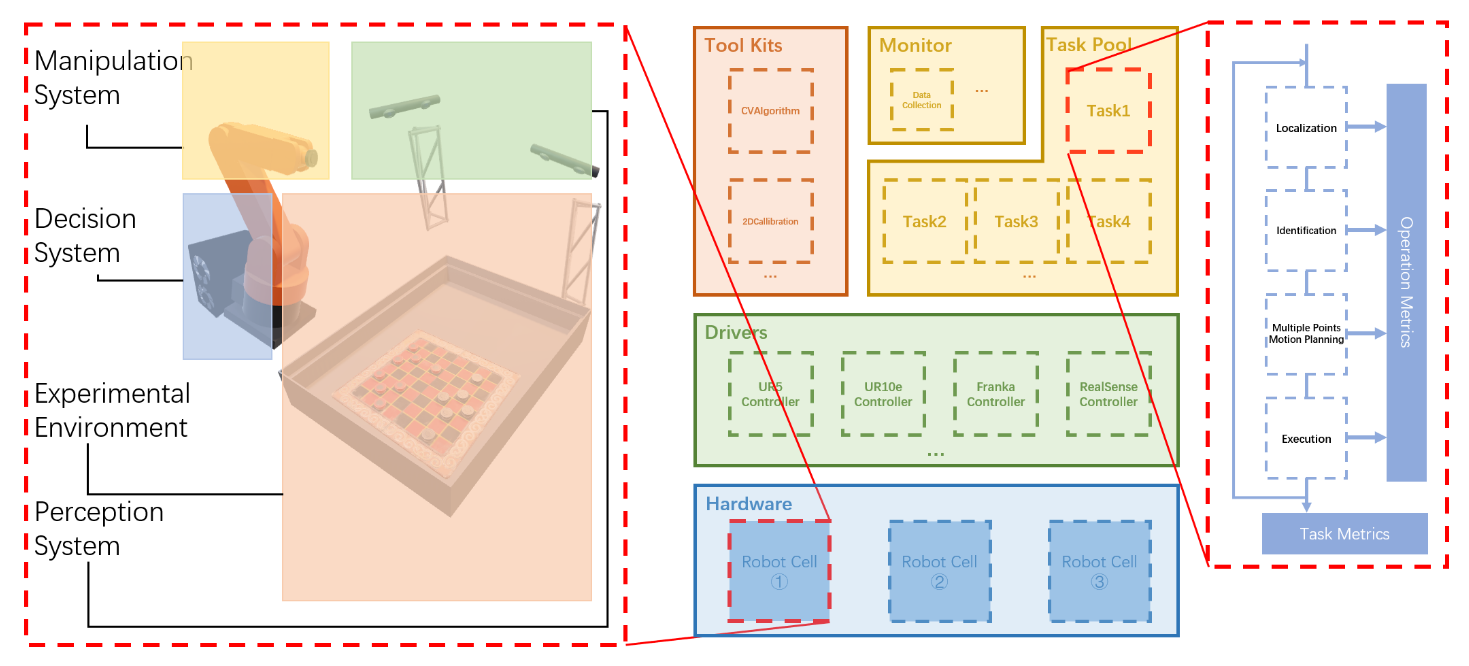 Manipulation
System
Decision
System
Experimental
Environment
Perception
System
Tool Kits
CVAlgorithm
2DCallibration
...
Monitor
Data
Collection
...
Task Pool
Task1
Task2
Task3
Task4
...
Drivers
UR5
Controller
UR10e
Controller
Franka
Controller
RealSense
Controller
...
Hardware
Robot Cell
①
Robot Cell
②
Robot Cell
③
Localization
Identification
Multiple Points
Motion Planning
Execution
Operation Metrics
Task Metrics